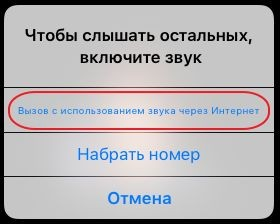 Чтобы слышать остальных,
включите звук
Вызов с использованием звука через Интернет
Набрать номер
Отмена